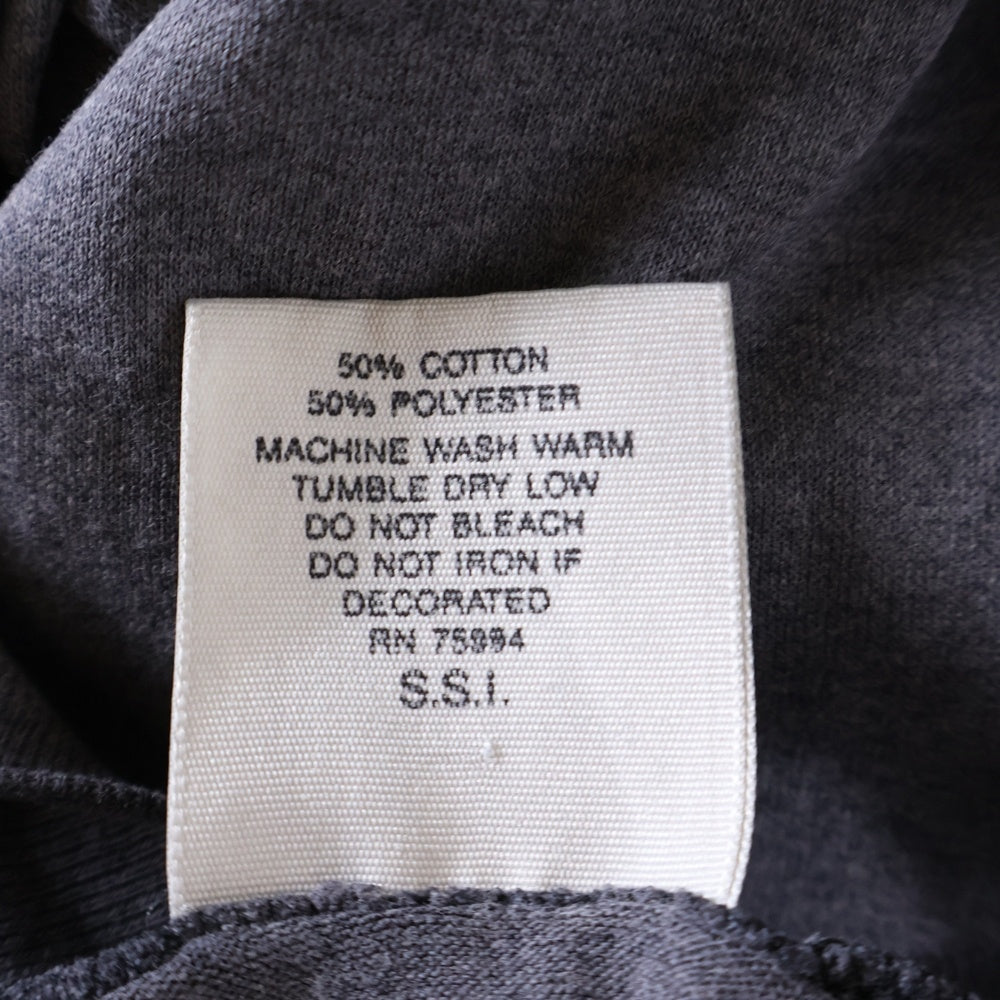 50% COTTON
50% POLYESTER
MACHINE WASH WARM
TUMBLE DRY LOW
DO NOT BLEACH
DO NOT IRON IF
DECORATED
RN 75994
S.S.I.